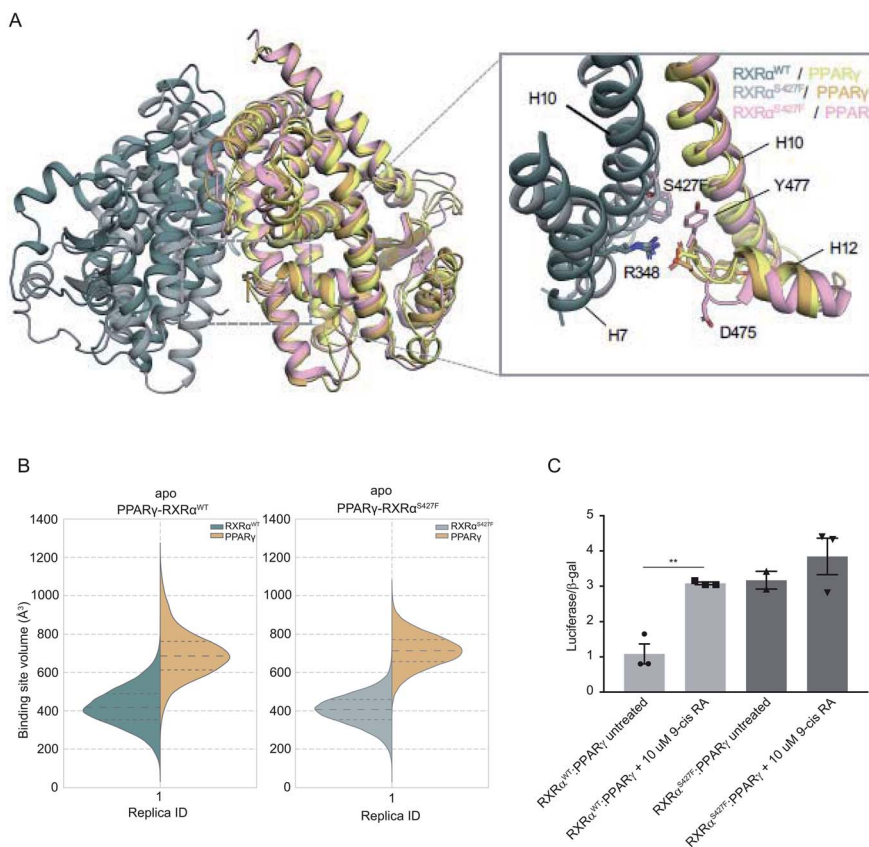 A
RXRα^WT / PPARγ
RXRα^S427F / PPARγ
RXRα^S427F / PPAR
H10
S427F
H10
Y477
H12
R348
D475
H7
B
apo
PPARγ-RXRα^WT
apo
PPARγ-RXRα^S427F
RXRα^WT
PPARγ
RXRα^S427F
PPARγ
Binding site volume (Å³)
1400
1200
1000
800
600
400
200
0
1
Replica ID
1400
1200
1000
800
600
400
200
0
1
Replica ID
C
Luciferase/β-gal
5
4
3
2
1
0
**
RXRα^WT:PPARγ untreated
RXRα^WT:PPARγ + 10 uM 9-cis RA
RXRα^S427F:PPARγ untreated
RXRα^S427F:PPARγ + 10 uM 9-cis RA